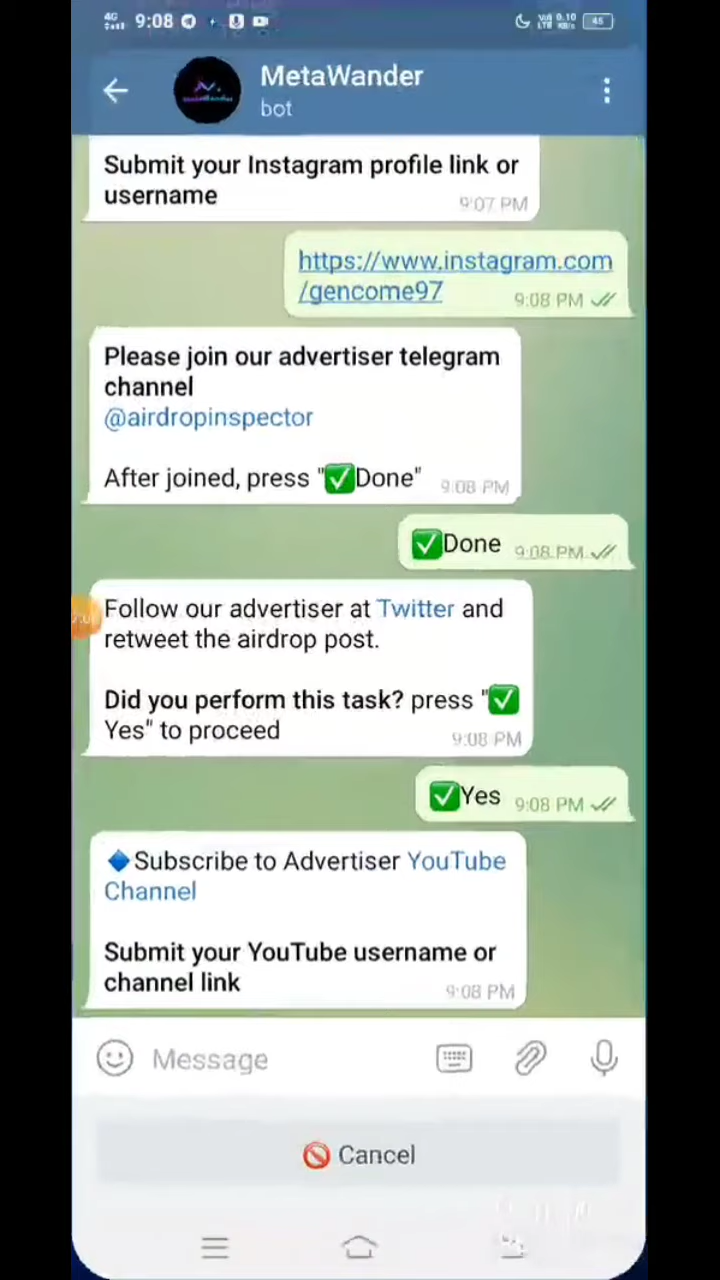 4G 9:08 45
MetaWander
bot
Submit your Instagram profile link or
username
9:07 PM
https://www.instagram.com
/gencome97 9:08 PM
Please join our advertiser telegram
channel
@airdropinspector
After joined, press "✅Done" 9:08 PM
✅Done 9:08 PM
Follow our advertiser at Twitter and
retweet the airdrop post.
Did you perform this task? press "✅
Yes" to proceed
9:08 PM
✅Yes 9:08 PM
🔹Subscribe to Advertiser YouTube
Channel
Submit your YouTube username or
channel link
9:08 PM
Message
🚫 Cancel